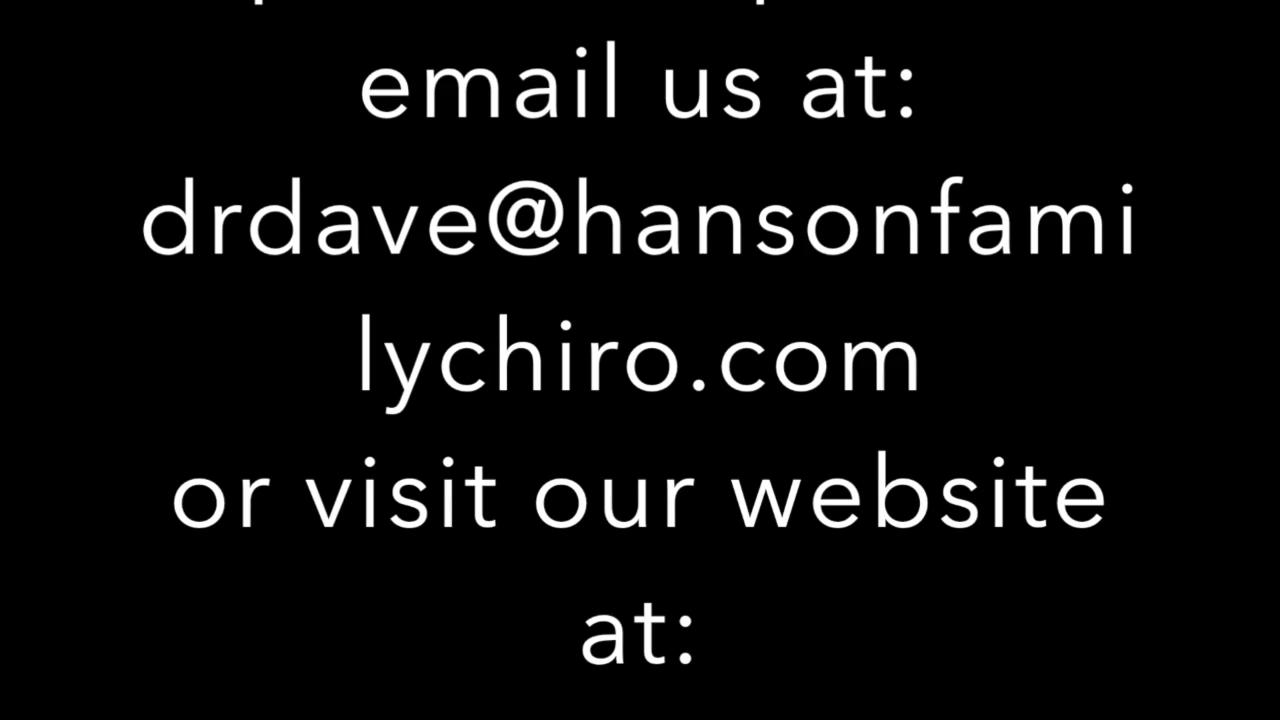 email us at:
drdave@hansonfami
lychiro.com
or visit our website
at: